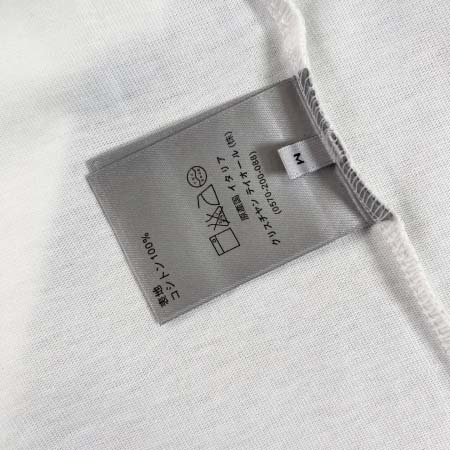 表地
コットン100%
原産国 イタリア
クリスチャン ディオール(株)
(0570-200-088)
M